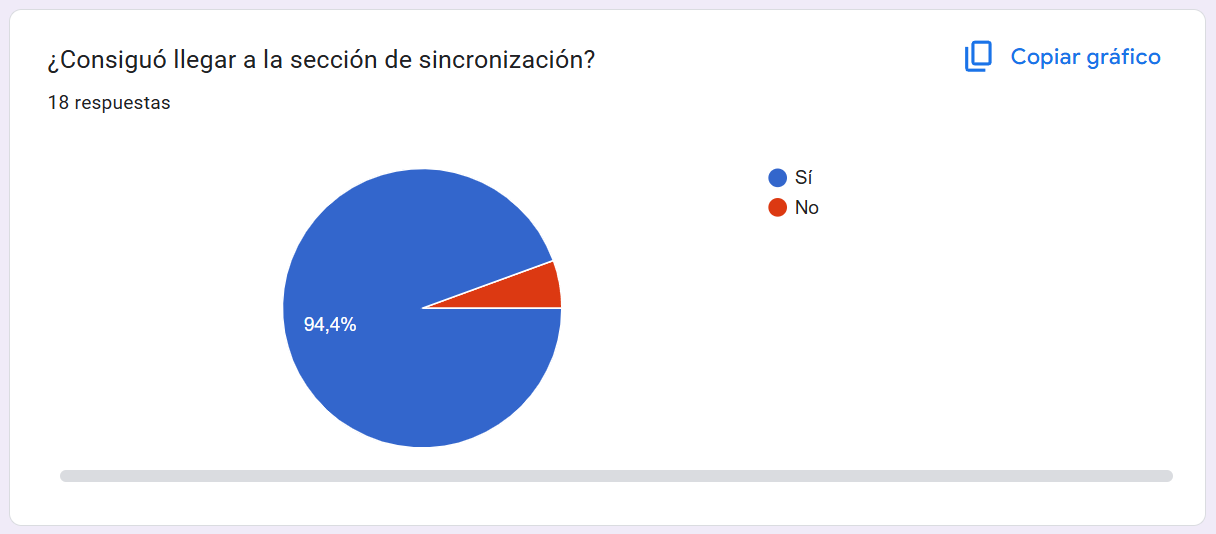 ¿Consiguó llegar a la sección de sincronización?
Copiar gráfico
18 respuestas
Sí
No
94,4%